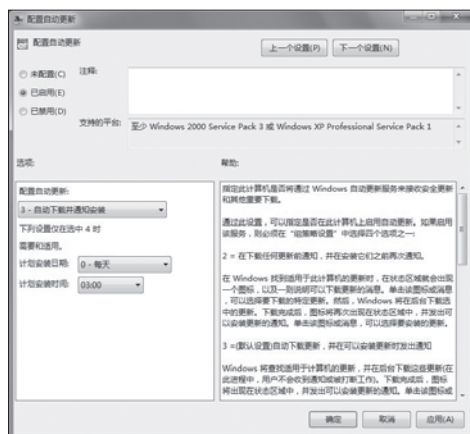 配置自动更新
配置自动更新
上一个设置(P)
下一个设置(N)
未配置(C)
注释:
已启用(E)
已禁用(D)
支持的平台:
至少 Windows 2000 Service Pack 3 或 Windows XP Professional Service Pack 1
选项:
帮助:
配置自动更新:
3 - 自动下载并通知安装
下列设置仅在选中 4 时
需要和适用。
计划安装日期:
0 - 每天
计划安装时间:
03:00
指定此计算机是否将通过 Windows 自动更新服务来接收安全更新
和其他重要下载。
通过此设置，可以指定是否在此计算机上启用自动更新。如果启用
该服务，则必须在“组策略设置”中选择四个选项之一:
2 = 在下载任何更新前通知，并在安装它们之前再次通知。
在 Windows 找到适用于此计算机的更新时，在状态区域就会出现
一个图标，以及一则说明可以下载更新的消息。单击该图标或消息
，可以选择要下载的特定更新。然后，Windows 将在后台下载选
中的更新。下载完成后，图标将再次出现在状态区域中，并发出可
以安装更新的通知。单击该图标或消息，可以选择要安装的更新。
3 =(默认设置)自动下载更新，并在可以安装更新时发出通知
Windows 将查找适用于计算机的更新，并在后台下载这些更新(在
此进程中，用户不会收到通知或被打断工作)。下载完成后，图标
将出现在状态区域中，并发出可以安装更新的通知。单击该图标或
确定
取消
应用(A)